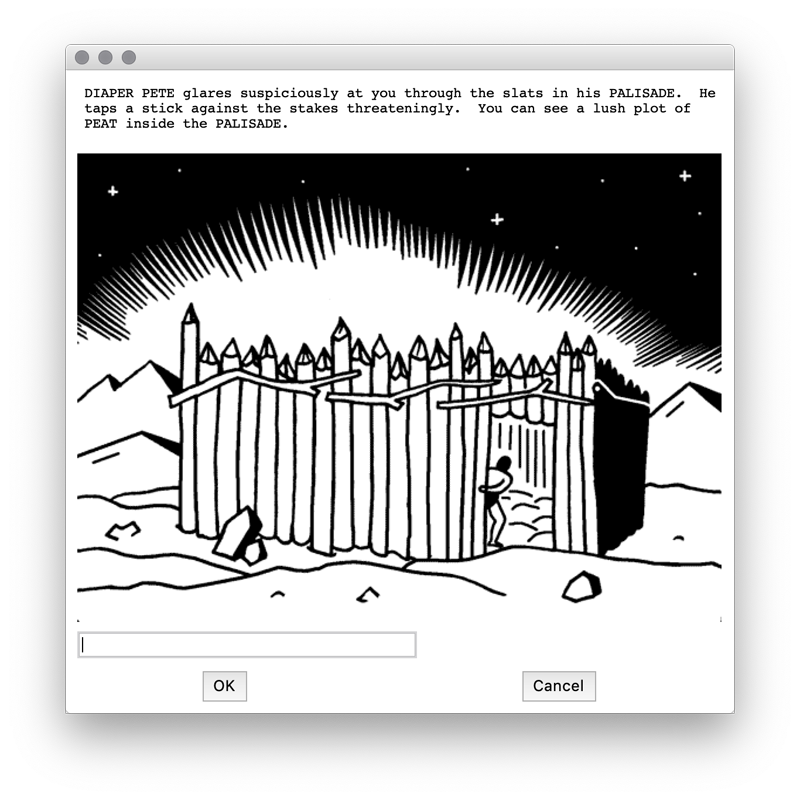 DIAPER PETE glares suspiciously at you through the slats in his PALISADE.  He
taps a stick against the stakes threateningly.  You can see a lush plot of
PEAT inside the PALISADE.
OK
Cancel